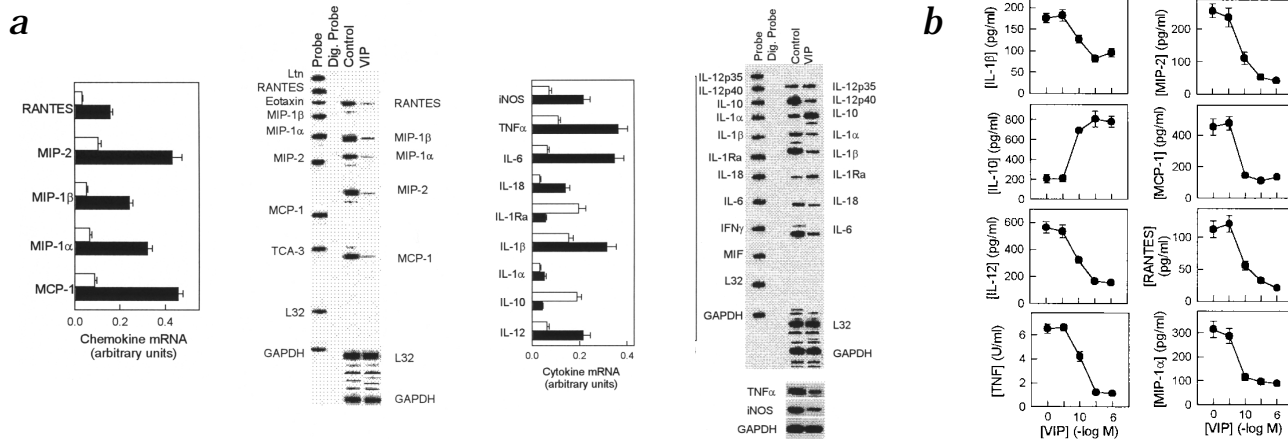 a
RANTES
MIP-2
MIP-1β
MIP-1α
MCP-1
0.0 0.2 0.4
Chemokine mRNA
(arbitrary units)
Probe
Dig. Probe
Control
VIP
Ltn
RANTES
Eotaxin
MIP-1β
MIP-1α
MIP-2
MCP-1
TCA-3
L32
GAPDH
RANTES
MIP-1β
MIP-1α
MIP-2
MCP-1
L32
GAPDH
iNOS
TNFα
IL-6
IL-18
IL-1Ra
IL-1β
IL-1α
IL-10
IL-12
0.0 0.2 0.4
Cytokine mRNA
(arbitrary units)
Probe
Dig. Probe
Control
VIP
IL-12p35
IL-12p40
IL-10
IL-1α
IL-1β
IL-1Ra
IL-18
IL-6
IFNγ
MIF
L32
GAPDH
IL-12p35
IL-12p40
IL-10
IL-1α
IL-1β
IL-1Ra
IL-18
IL-6
L32
GAPDH
TNFα
iNOS
GAPDH
b
[IL-1β] (pg/ml)
200
150
100
50
0
[MIP-2] (pg/ml)
200
100
0
[IL-10] (pg/ml)
800
600
400
200
0
[MCP-1] (pg/ml)
400
200
0
[IL-12] (pg/ml)
600
400
200
0
[RANTES]
(pg/ml)
100
50
0
[TNF] (U/ml)
6
4
2
0
0 10 6
[VIP] (-log M)
[MIP-1α] (pg/ml)
300
200
100
0
0 10 6
[VIP] (-log M)